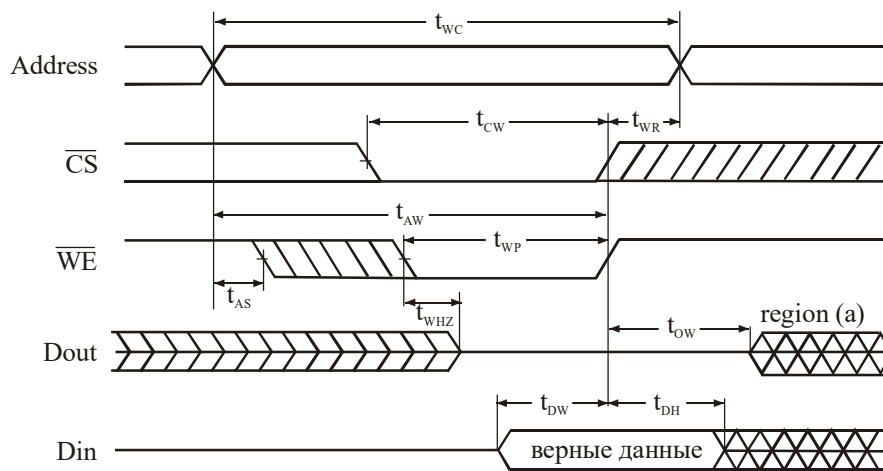 t_WC
Address
t_CW
t_WR
CS
t_AW
WE
t_WP
t_AS
t_WHZ
region (a)
t_OW
Dout
t_DW
t_DH
Din
верные данные